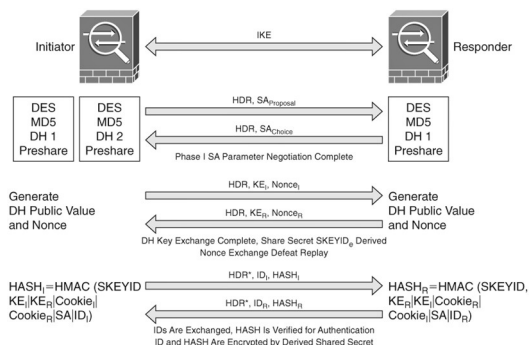 Initiator
IKE
Responder
DES
MD5
DH 1
Preshare
DES
MD5
DH 2
Preshare
HDR, SAProposal
HDR, SAChoice
Phase I SA Parameter Negotiation Complete
DES
MD5
DH 1
Preshare
Generate
DH Public Value
and Nonce
HDR, KEI, NonceI
HDR, KER, NonceR
DH Key Exchange Complete, Share Secret SKEYIDe Derived
Nonce Exchange Defeat Replay
Generate
DH Public Value
and Nonce
HASHI=HMAC (SKEYID
KEI|KER|CookieI|
CookieR|SA|IDI)
HDR*, IDI, HASHI
HDR*, IDR, HASHR
IDs Are Exchanged, HASH Is Verified for Authentication
ID and HASH Are Encrypted by Derived Shared Secret
HASHR=HMAC (SKEYID,
KER|KEI|CookieR|
CookieI|SA|IDR)